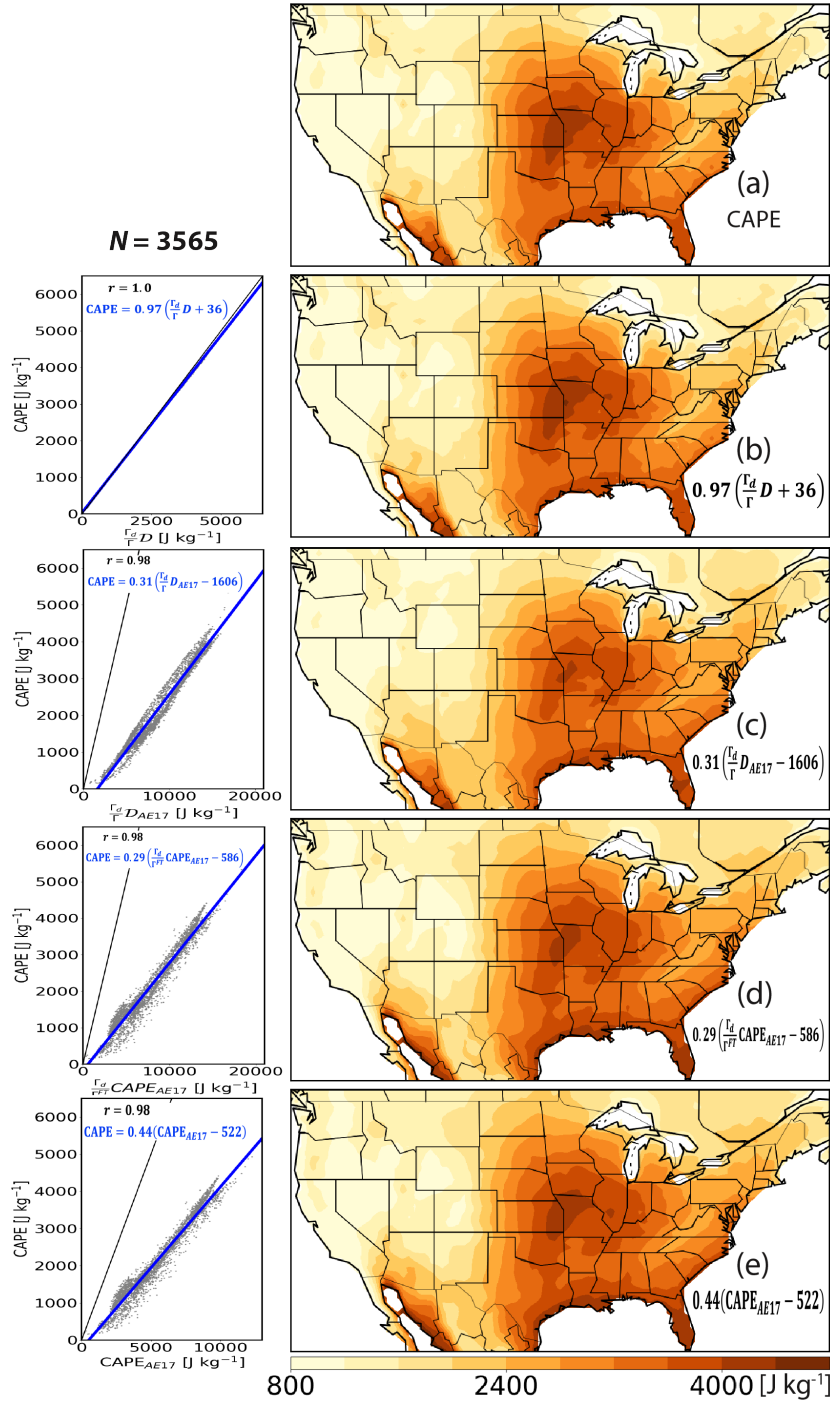 (a)
CAPE
N = 3565
6000
5000
4000
3000
2000
1000
0
CAPE [J kg⁻¹]
r = 1.0
CAPE = 0.97 (Γd/Γ D + 36)
0 2500 5000
Γd/Γ D [J kg⁻¹]
(b)
0.97 (Γd/Γ D + 36)
6000
5000
4000
3000
2000
1000
0
CAPE [J kg⁻¹]
r = 0.98
CAPE = 0.31 (Γd/Γ D_AE17 − 1606)
0 10000 20000
Γd/Γ D_AE17 [J kg⁻¹]
(c)
0.31 (Γd/Γ D_AE17 − 1606)
6000
5000
4000
3000
2000
1000
0
CAPE [J kg⁻¹]
r = 0.98
CAPE = 0.29 (Γd/Γ^FT CAPE_AE17 − 586)
0 10000 20000
Γd/Γ^FT CAPE_AE17 [J kg⁻¹]
(d)
0.29 (Γd/Γ^FT CAPE_AE17 − 586)
6000
5000
4000
3000
2000
1000
0
CAPE [J kg⁻¹]
r = 0.98
CAPE = 0.44(CAPE_AE17 − 522)
0 5000 10000
CAPE_AE17 [J kg⁻¹]
(e)
0.44(CAPE_AE17 − 522)
800 2400 4000 [J kg⁻¹]